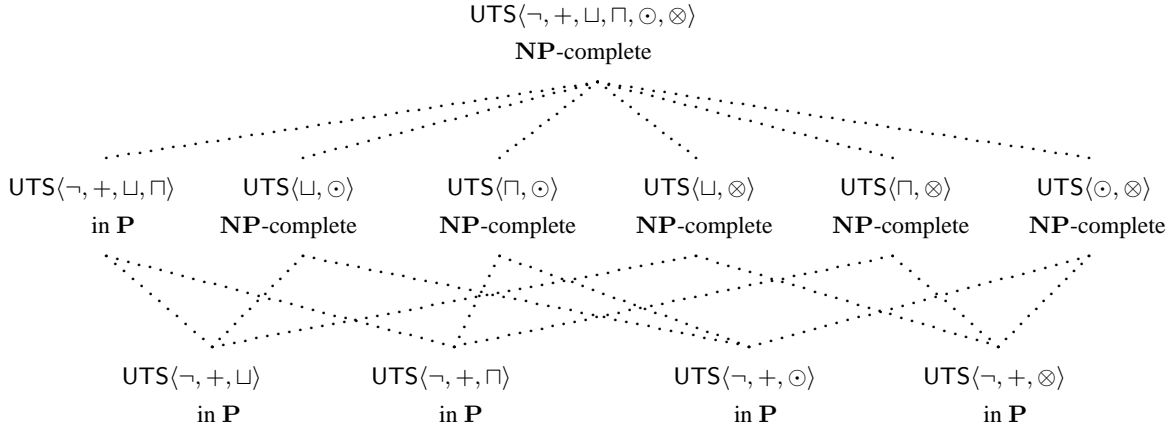 UTS⟨¬, +, ⊔, ⊓, ⊙, ⊗⟩
NP-complete
UTS⟨¬, +, ⊔, ⊓⟩ UTS⟨⊔, ⊙⟩ UTS⟨⊓, ⊙⟩ UTS⟨⊔, ⊗⟩ UTS⟨⊓, ⊗⟩ UTS⟨⊙, ⊗⟩
in P NP-complete NP-complete NP-complete NP-complete NP-complete
UTS⟨¬, +, ⊔⟩ UTS⟨¬, +, ⊓⟩ UTS⟨¬, +, ⊙⟩ UTS⟨¬, +, ⊗⟩
in P in P in P in P